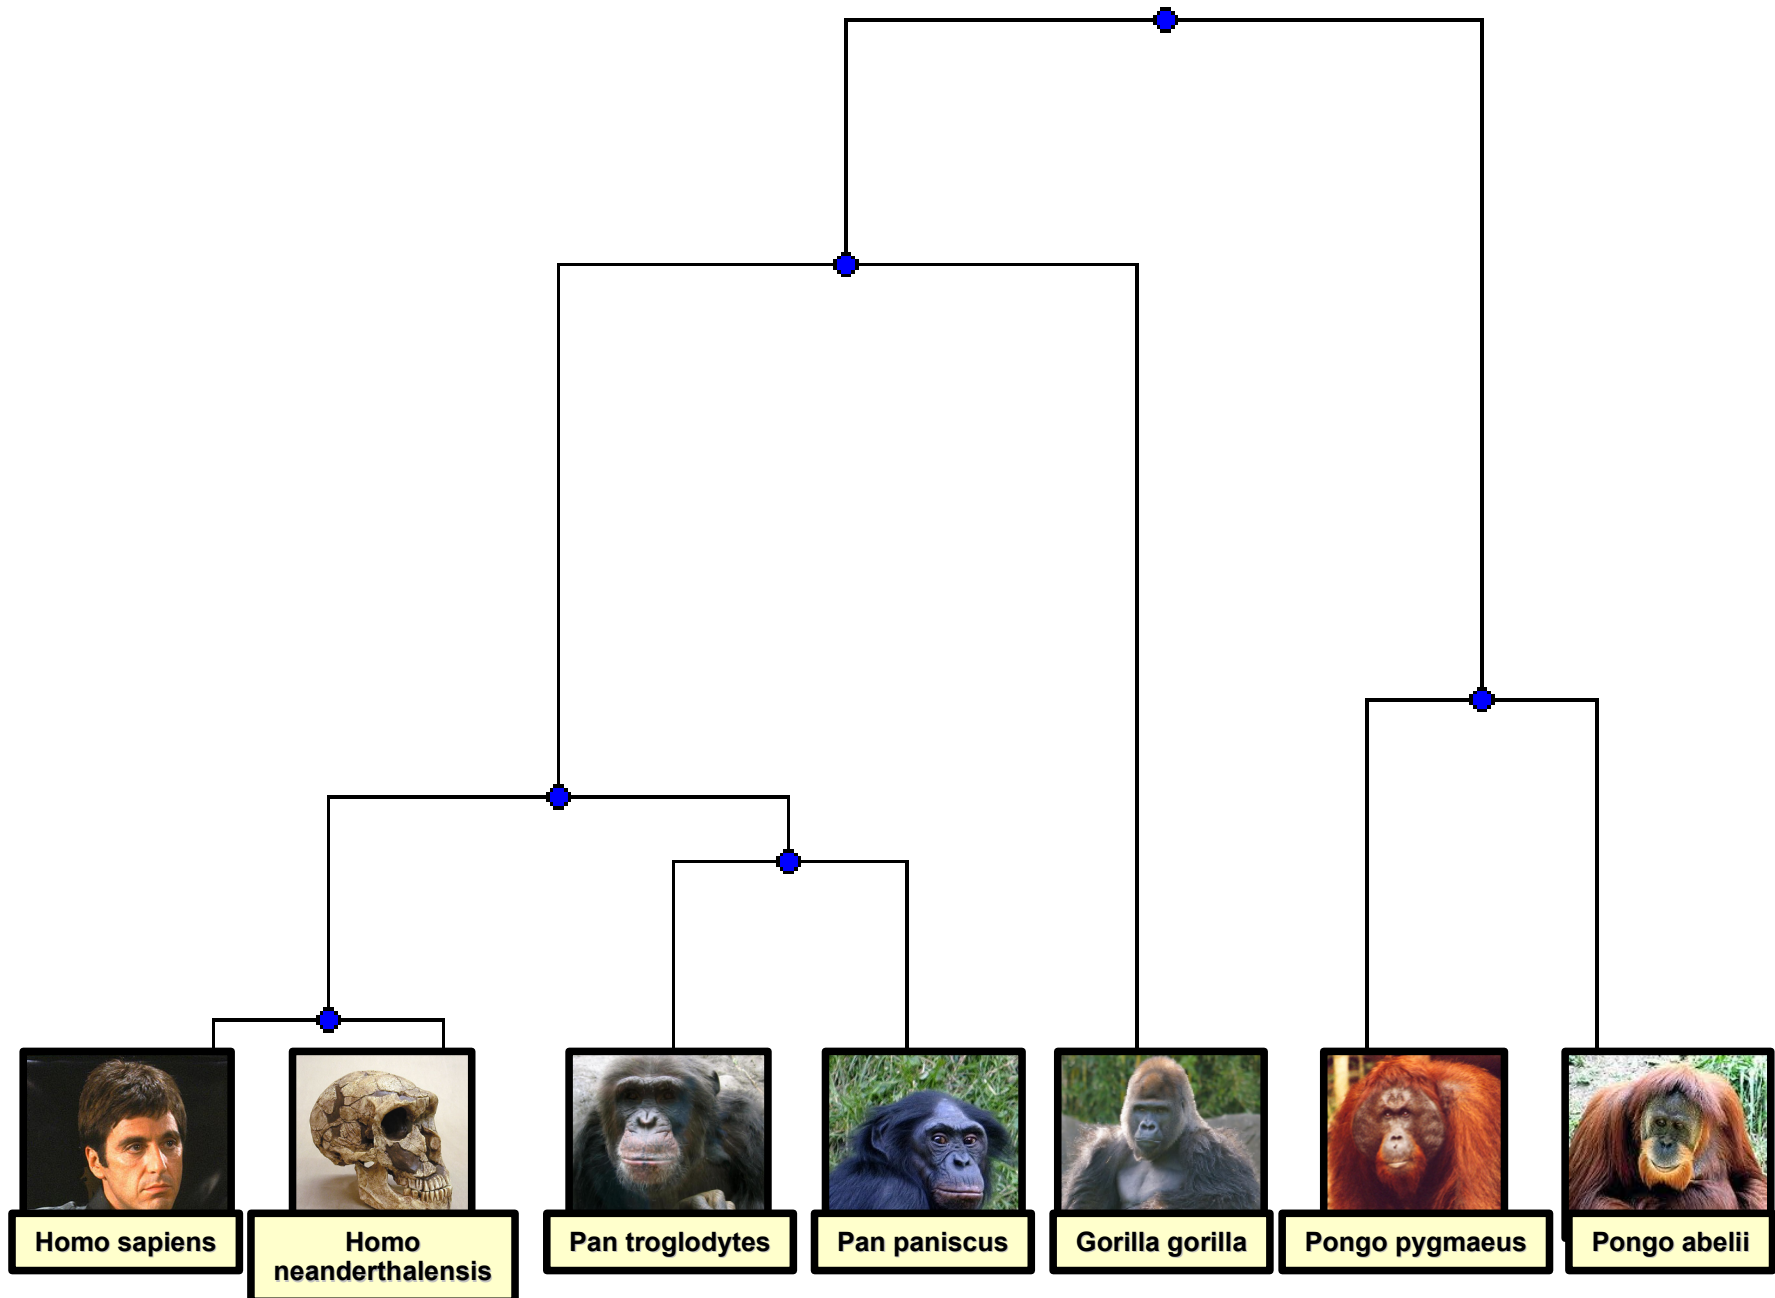 Homo sapiens
Homo
neanderthalensis
Pan troglodytes
Pan paniscus
Gorilla gorilla
Pongo pygmaeus
Pongo abelii